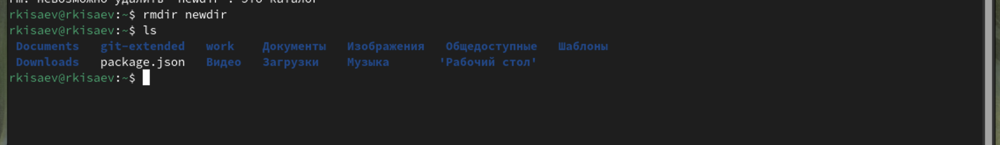 rm: невозможно удалить 'newdir': Это каталог
rkisaev@rkisaev:~$ rmdir newdir
rkisaev@rkisaev:~$ ls
Documents git-extended work Документы Изображения Общедоступные Шаблоны
Downloads package.json Видео Загрузки Музыка 'Рабочий стол'
rkisaev@rkisaev:~$